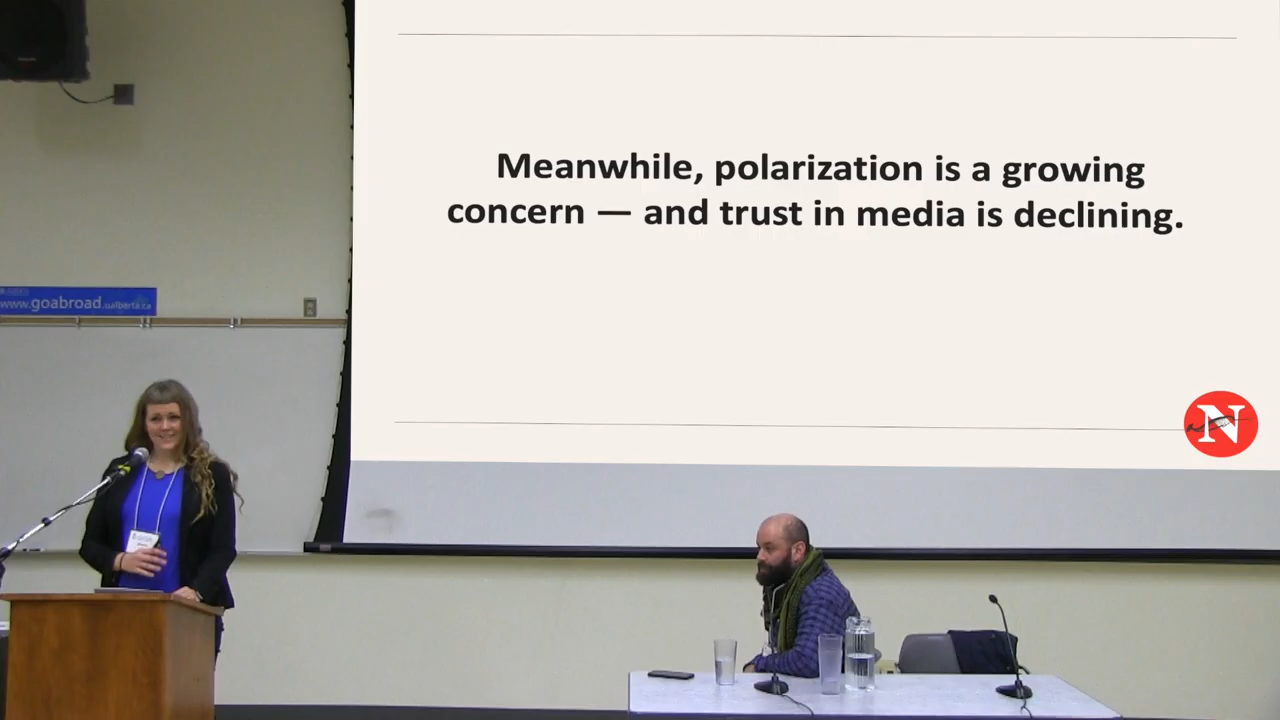 Meanwhile, polarization is a growing
concern — and trust in media is declining.
N
www.goabroad.ualberta.ca